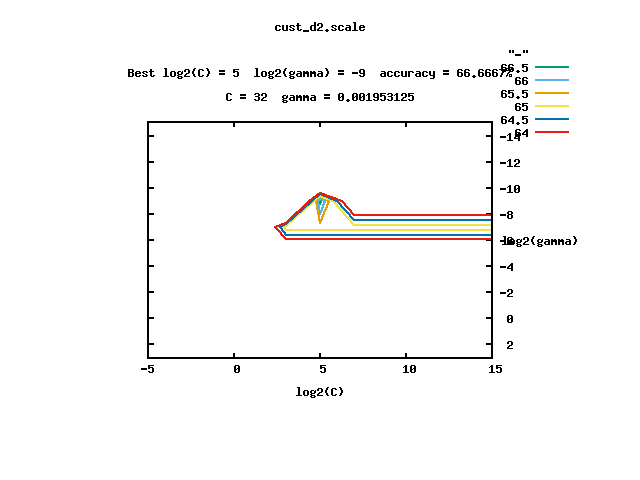 cust_d2.scale
"-"
Best log2(C) = 5  log2(gamma) = -9  accuracy = 66.6667%
66.5
66
C = 32  gamma = 0.001953125
65.5
65
64.5
64
-14
-12
-10
-8
-6
log2(gamma)
-4
-2
0
2
-5 0 5 10 15
log2(C)